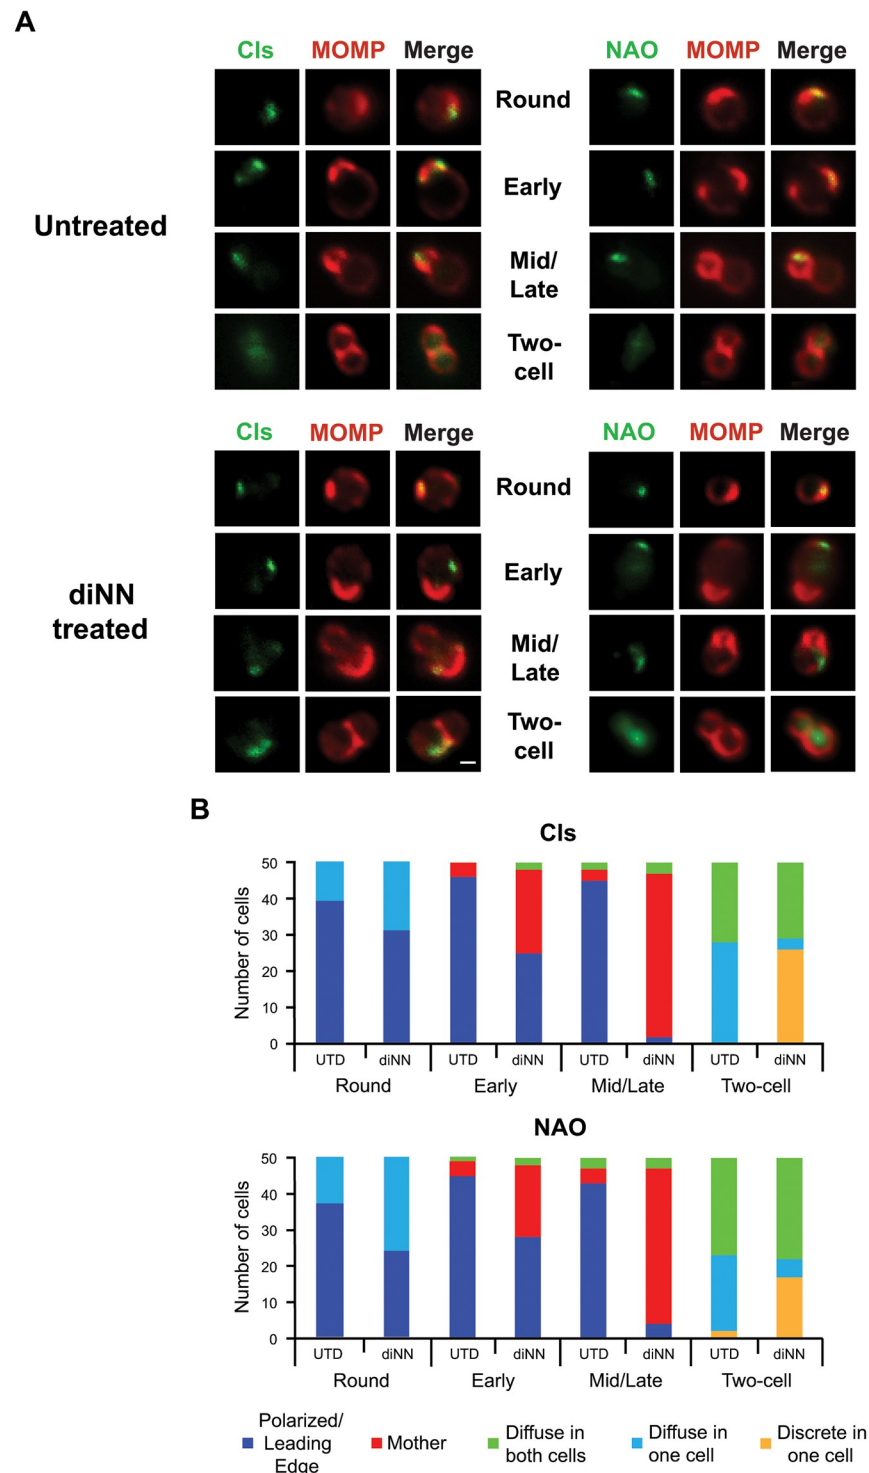 A
CIs MOMP Merge NAO MOMP Merge
Round
Early
Untreated
Mid/
Late
Two-
cell
CIs MOMP Merge NAO MOMP Merge
Round
Early
diNN
treated
Mid/
Late
Two-
cell
B
CIs
Number of cells
50
40
30
20
10
0
UTD diNN UTD diNN UTD diNN UTD diNN
Round Early Mid/Late Two-cell
NAO
Number of cells
50
40
30
20
10
0
UTD diNN UTD diNN UTD diNN UTD diNN
Round Early Mid/Late Two-cell
Polarized/
Leading
Edge
Mother
Diffuse in
both cells
Diffuse in
one cell
Discrete in
one cell